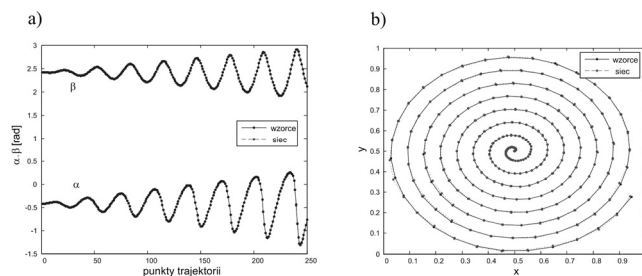 a)
3
2.5
β
2
1.5
wzorce
siec
1
α.β [rad]
0.5
α
0
-0.5
-1
-1.5
0 50 100 150 200 250
punkty trajektorii
b)
1
wzorce
siec
0.9
0.8
0.7
0.6
y
0.5
0.4
0.3
0.2
0.1
0
0 0.1 0.2 0.3 0.4 0.5 0.6 0.7 0.8 0.9
x